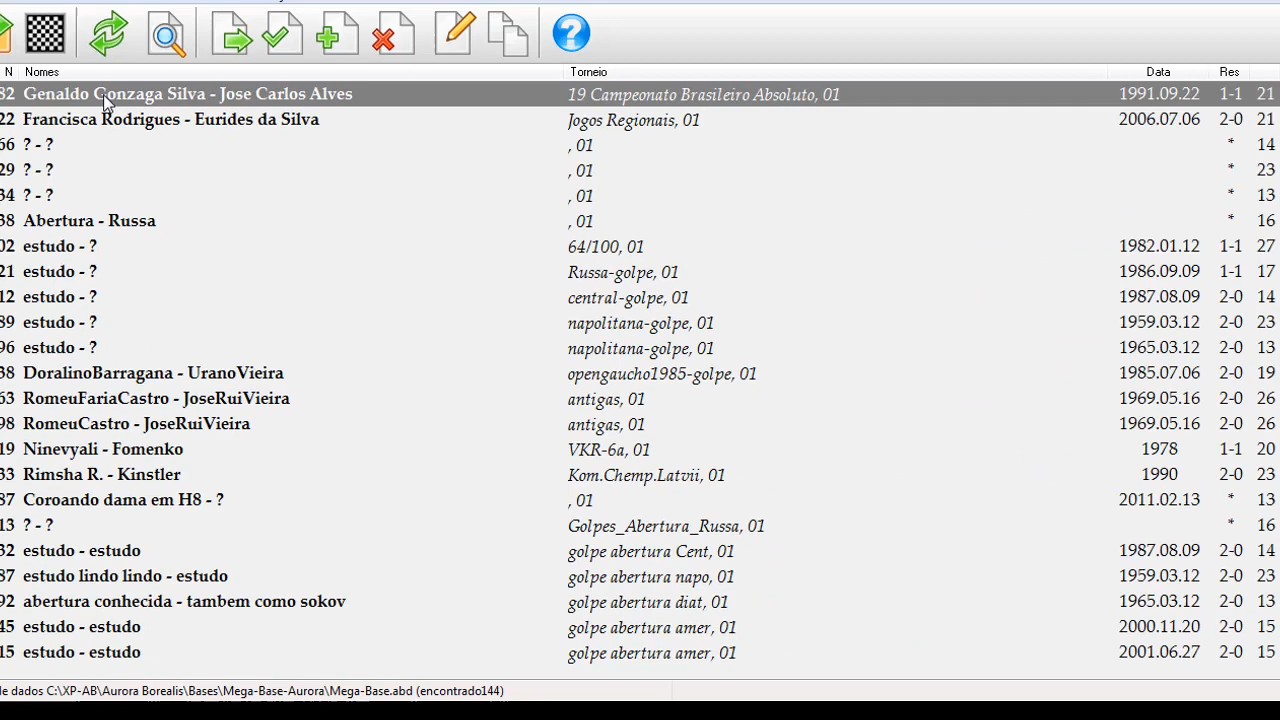 N Nomes Torneio Data Res
82 Genaldo Gonzaga Silva - Jose Carlos Alves 19 Campeonato Brasileiro Absoluto, 01 1991.09.22 1-1 21
22 Francisca Rodrigues - Eurides da Silva Jogos Regionais, 01 2006.07.06 2-0 21
66 ? - ? , 01 * 14
29 ? - ? , 01 * 23
34 ? - ? , 01 * 13
38 Abertura - Russa , 01 * 16
02 estudo - ? 64/100, 01 1982.01.12 1-1 27
21 estudo - ? Russa-golpe, 01 1986.09.09 1-1 17
12 estudo - ? central-golpe, 01 1987.08.09 2-0 14
89 estudo - ? napolitana-golpe, 01 1959.03.12 2-0 23
96 estudo - ? napolitana-golpe, 01 1965.03.12 2-0 13
38 DoralinoBarragana - UranoVieira opengaucho1985-golpe, 01 1985.07.06 2-0 19
63 RomeuFariaCastro - JoseRuiVieira antigas, 01 1969.05.16 2-0 26
98 RomeuCastro - JoseRuiVieira antigas, 01 1969.05.16 2-0 26
19 Ninevyali - Fomenko VKR-6a, 01 1978 1-1 20
33 Rimsha R. - Kinstler Kom.Chemp.Latvii, 01 1990 2-0 23
87 Coroando dama em H8 - ? , 01 2011.02.13 * 13
13 ? - ? Golpes_Abertura_Russa, 01 * 16
32 estudo - estudo golpe abertura Cent, 01 1987.08.09 2-0 14
87 estudo lindo lindo - estudo golpe abertura napo, 01 1959.03.12 2-0 23
92 abertura conhecida - tambem como sokov golpe abertura diat, 01 1965.03.12 2-0 13
45 estudo - estudo golpe abertura amer, 01 2000.11.20 2-0 15
15 estudo - estudo golpe abertura amer, 01 2001.06.27 2-0 15
de dados C:\XP-AB\Aurora Borealis\Bases\Mega-Base-Aurora\Mega-Base.abd (encontrado144)